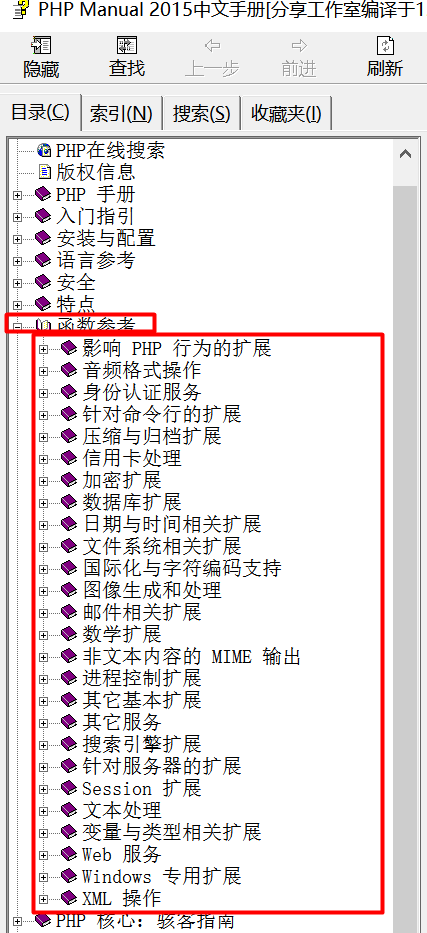 PHP Manual 2015中文手册[分享工作室编译于1
隐藏 查找 上一步 前进 刷新
目录(C) 索引(N) 搜索(S) 收藏夹(I)
PHP在线搜索
版权信息
PHP 手册
入门指引
安装与配置
语言参考
安全
特点
函数参考
影响 PHP 行为的扩展
音频格式操作
身份认证服务
针对命令行的扩展
压缩与归档扩展
信用卡处理
加密扩展
数据库扩展
日期与时间相关扩展
文件系统相关扩展
国际化与字符编码支持
图像生成和处理
邮件相关扩展
数学扩展
非文本内容的 MIME 输出
进程控制扩展
其它基本扩展
其它服务
搜索引擎扩展
针对服务器的扩展
Session 扩展
文本处理
变量与类型相关扩展
Web 服务
Windows 专用扩展
XML 操作
PHP 核心：骇客指南